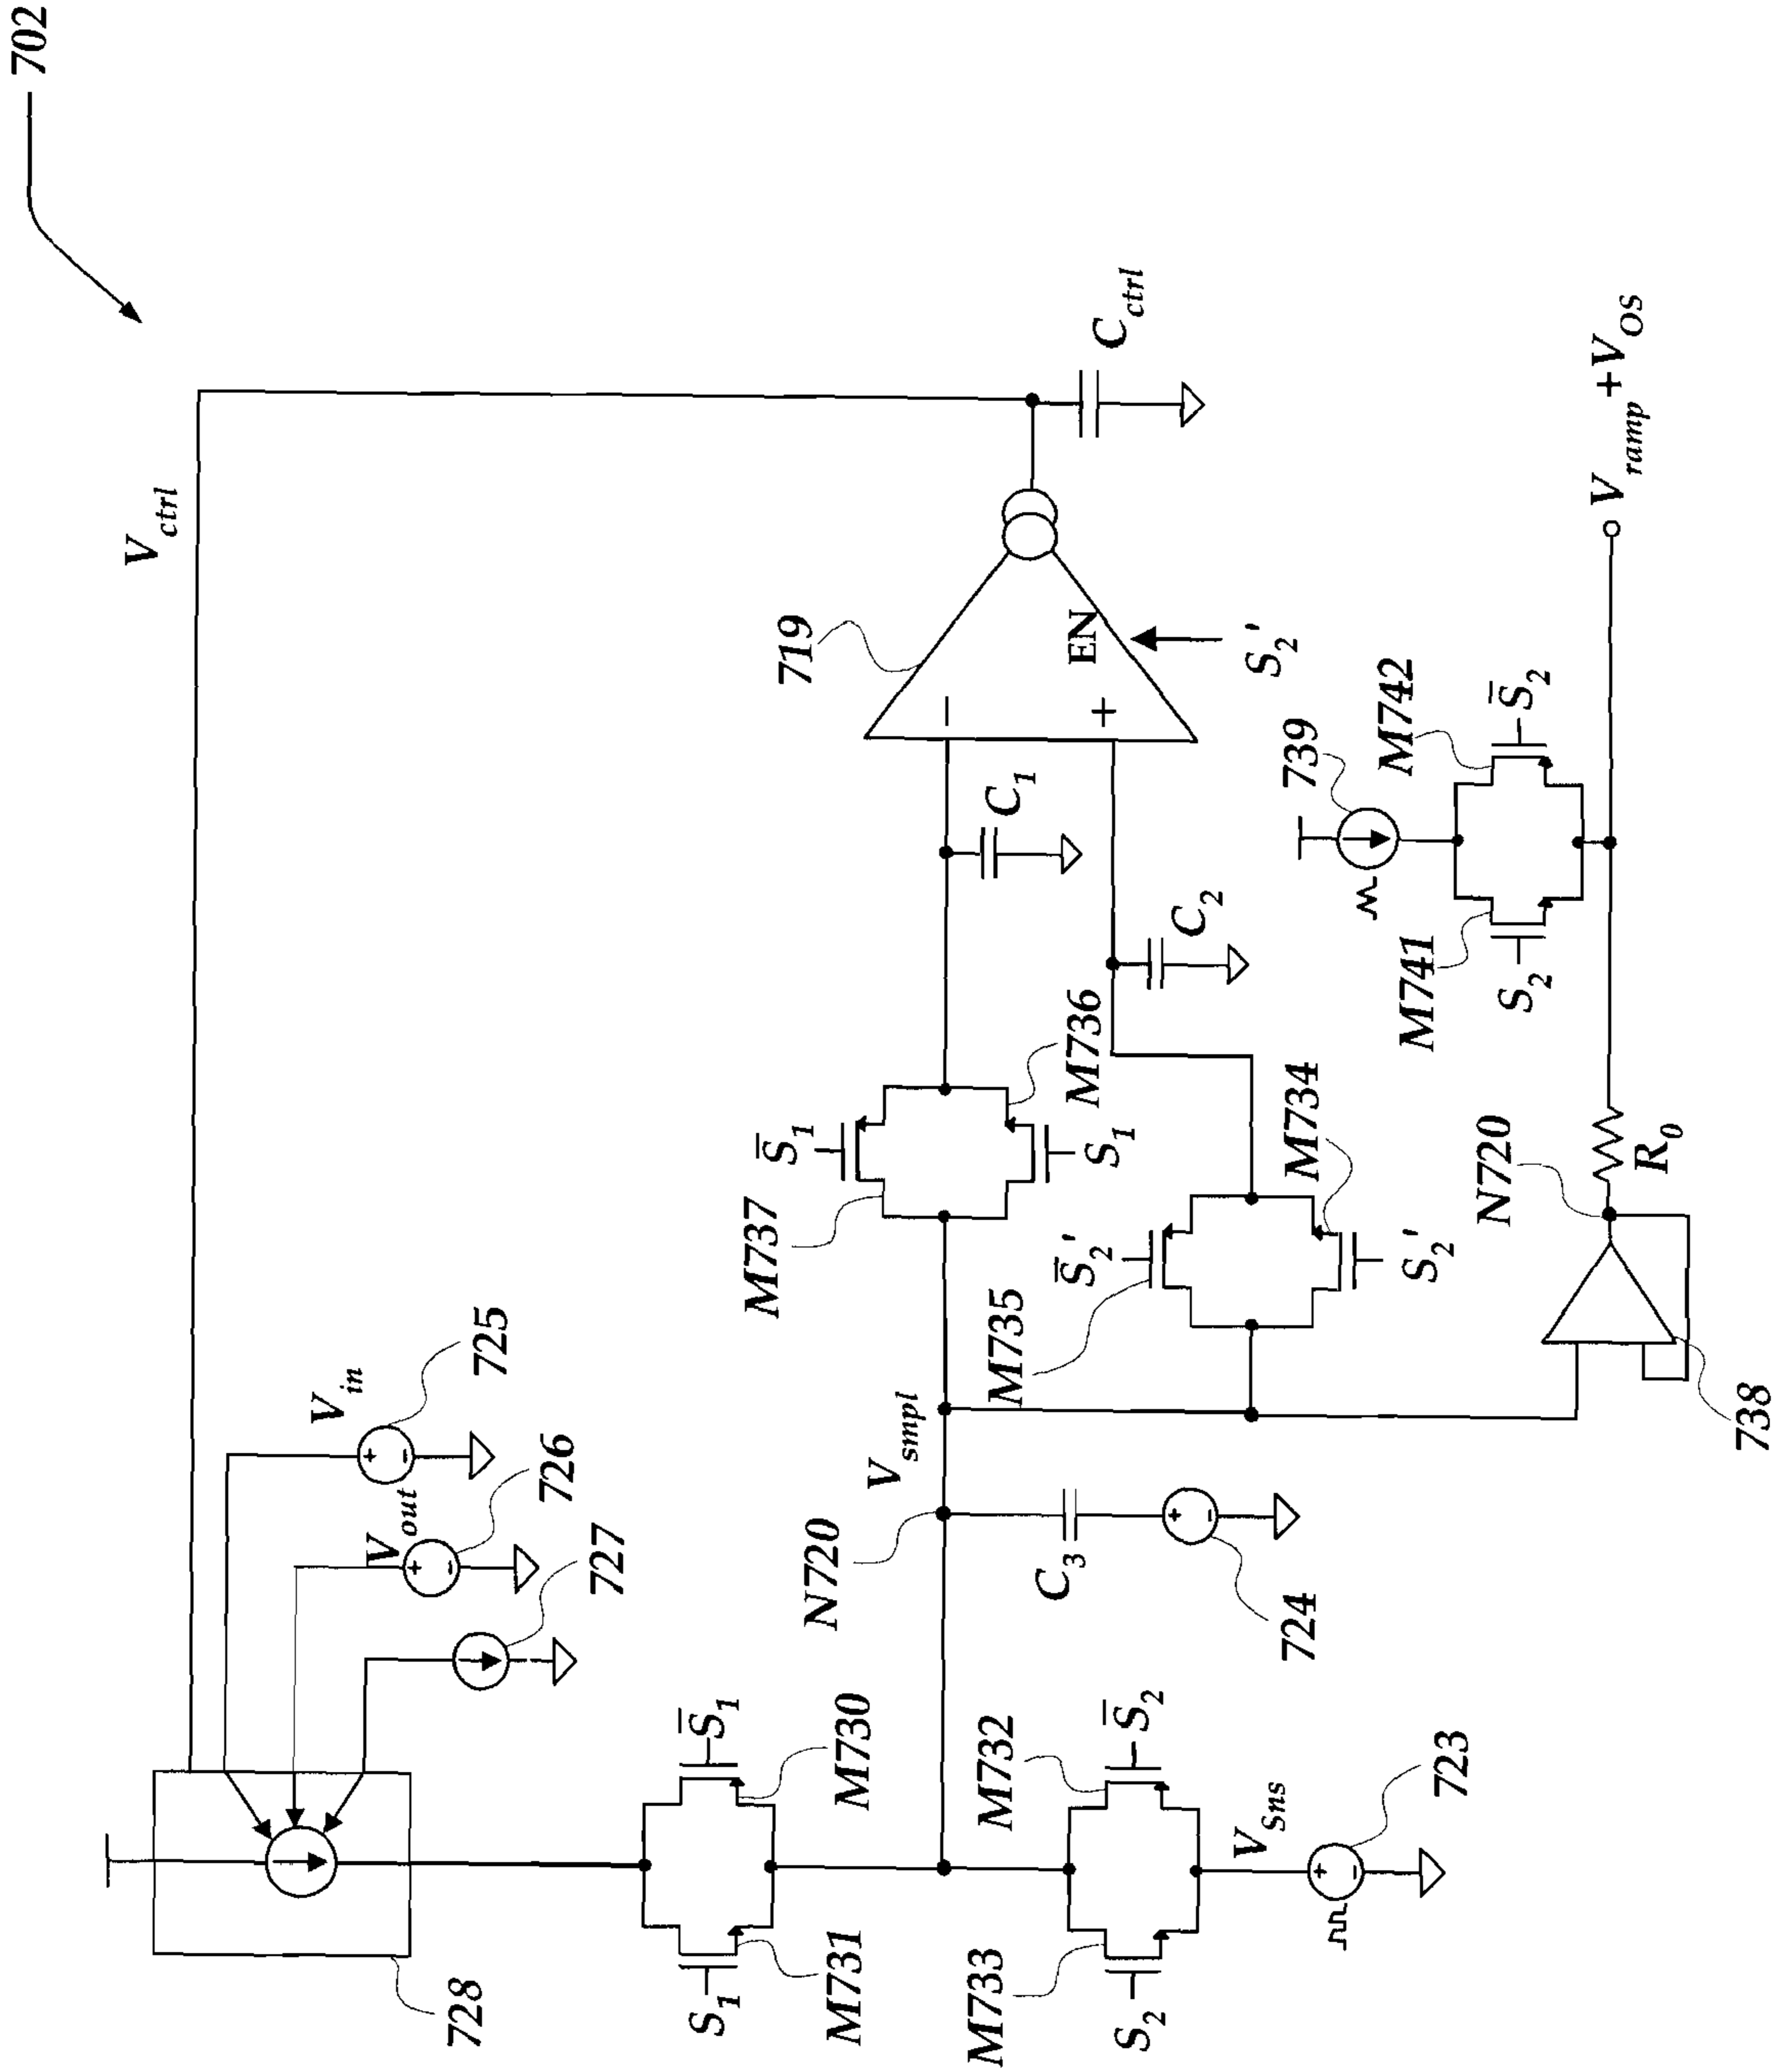 702
V_ctrl
V_in
725
V_out
726
727
728
S_1
S̄_1
M731
M730
N720
V_smpl
M733
M732
S_2
S̄_2
V_Sns
723
C_3
724
M737
S̄_1
M736
S_1
M735
S̄_2'
M734
S_2'
738
N720
R_0
C_1
C_2
719
−
+
EN
S_2'
C_ctrl
739
M741
M742
S_2
S̄_2
V_ramp+V_OS